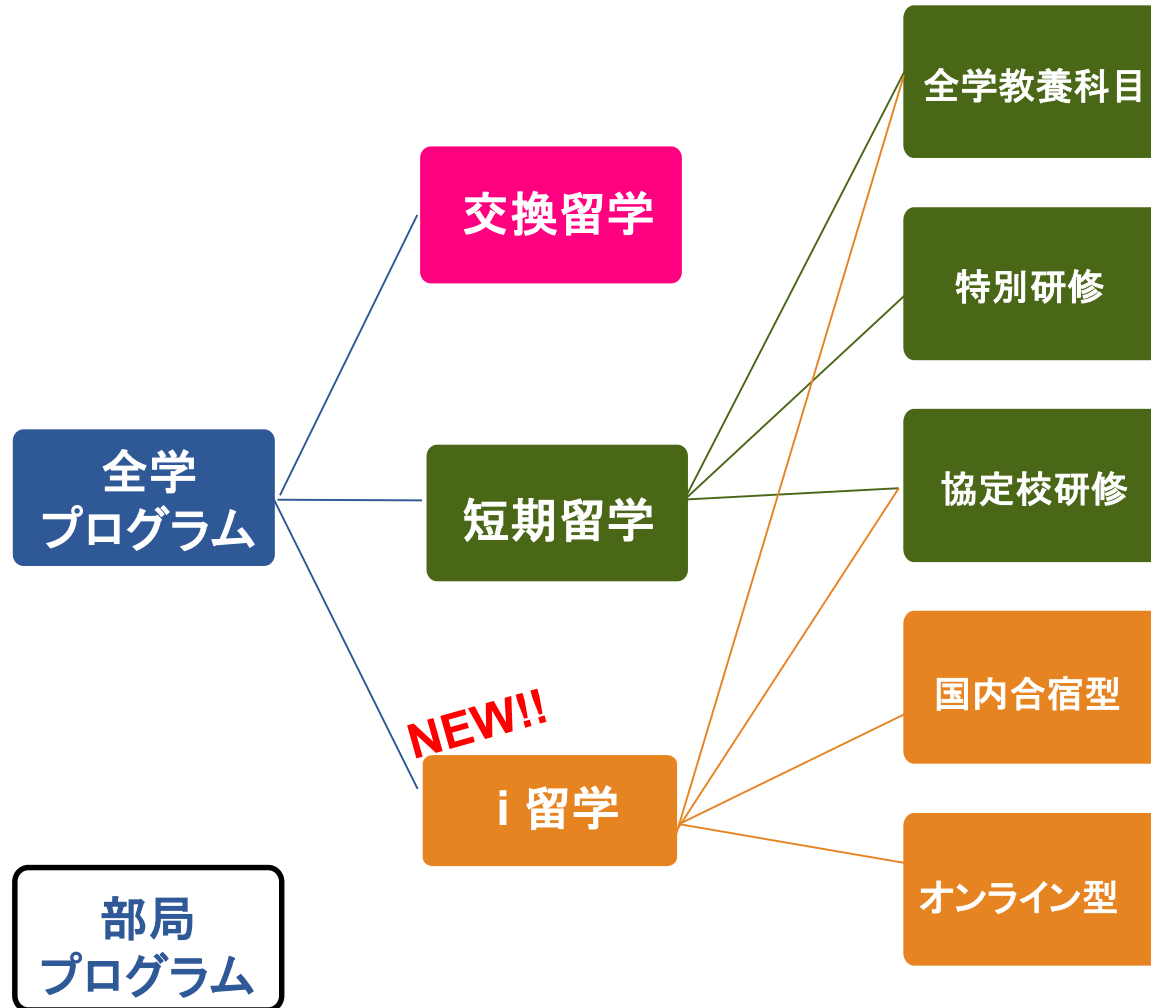 全学教養科目
交換留学
特別研修
全学
プログラム
短期留学
協定校研修
国内合宿型
NEW!!
i 留学
オンライン型
部局
プログラム